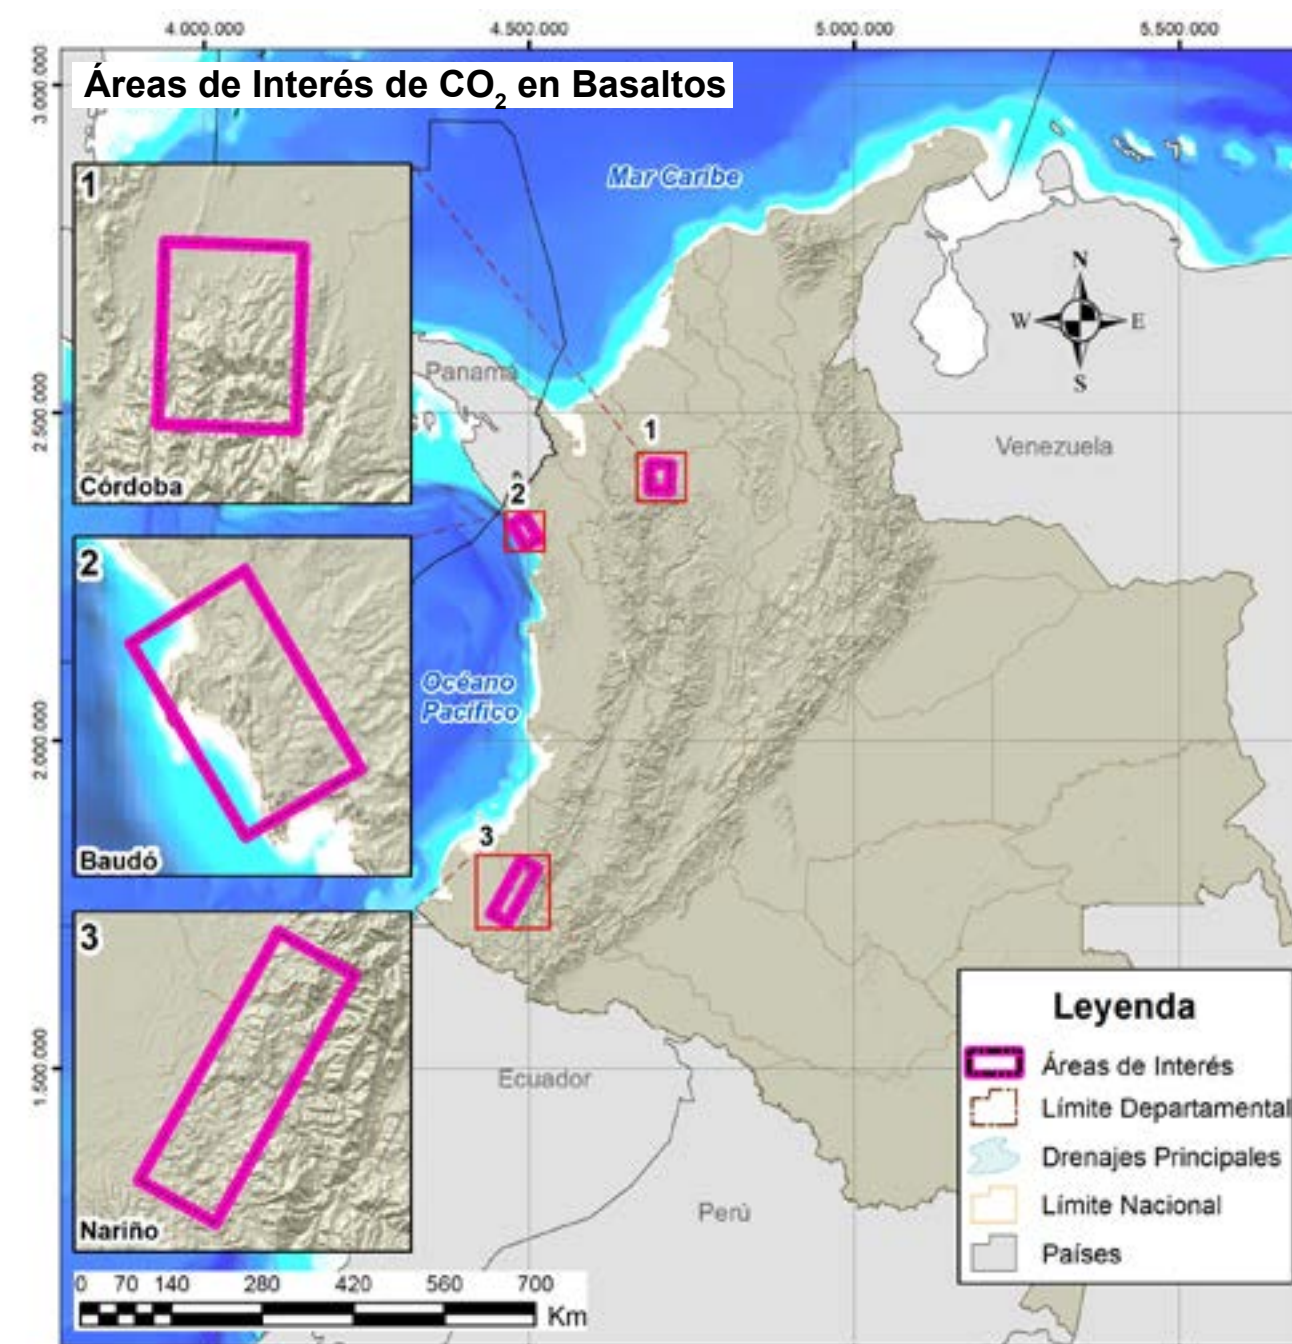 4.000.000 4.500.000 5.000.000 5.500.000
3.000.000
2.500.000
2.000.000
1.500.000
Áreas de Interés de CO₂ en Basaltos
1
Córdoba
2
Baudó
3
Nariño
Mar Caribe
Panamá
Venezuela
Océano
Pacífico
Ecuador
Perú
1
2
3
N
W E
S
Leyenda
Áreas de Interés
Límite Departamental
Drenajes Principales
Límite Nacional
Países
0 70 140 280 420 560 700
Km